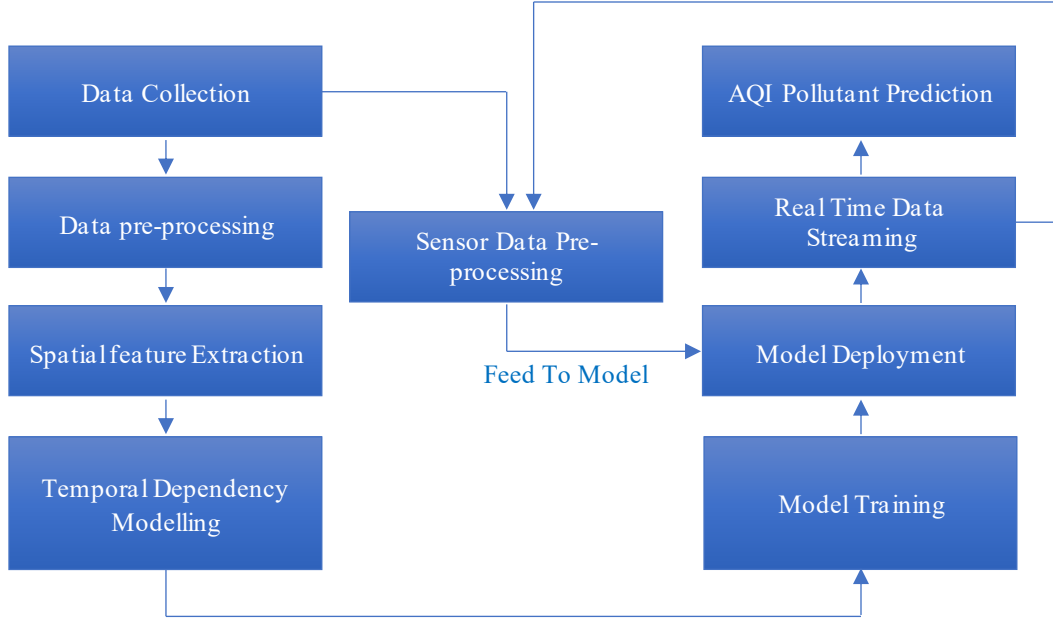 Data Collection
Data pre-processing
Spatial feature Extraction
Temporal Dependency
Modelling
Sensor Data Pre-
processing
Feed To Model
AQI Pollutant Prediction
Real Time Data
Streaming
Model Deployment
Model Training